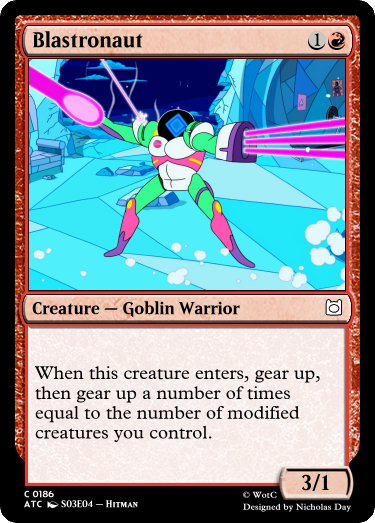 Blastronaut 1
Creature — Goblin Warrior
When this creature enters, gear up,
then gear up a number of times
equal to the number of modified
creatures you control.
3/1
C 0186
ATC S03E04 — Hitman
© WotC
Designed by Nicholas Day